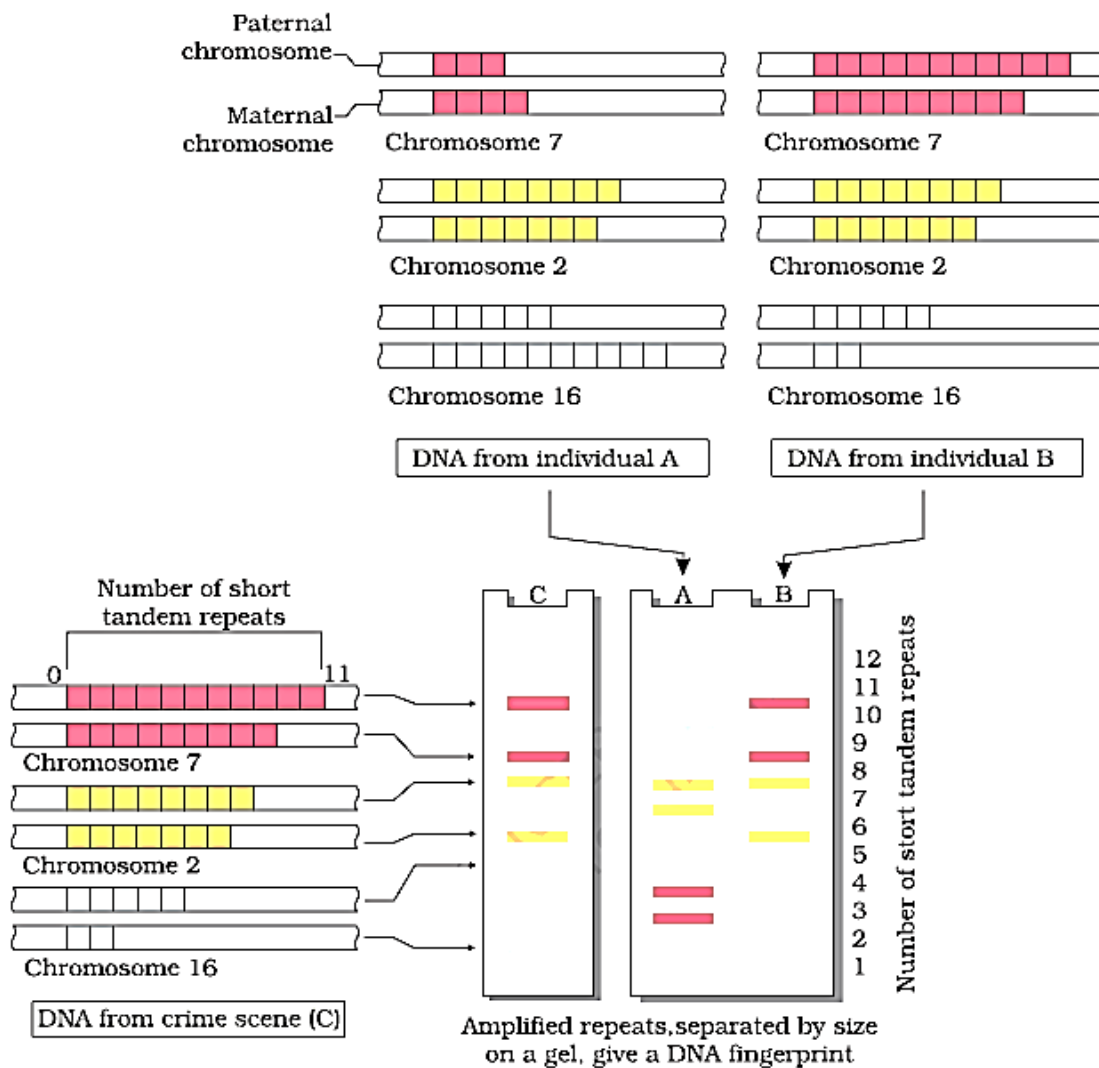 Paternal
chromosome
Maternal
chromosome
Chromosome 7
Chromosome 7
Chromosome 2
Chromosome 2
Chromosome 16
Chromosome 16
DNA from individual A
DNA from individual B
Number of short
tandem repeats
0
11
Chromosome 7
Chromosome 2
Chromosome 16
DNA from crime scene (C)
C
A
B
12
11
10
9
8
7
6
5
4
3
2
1
Number of stort tandem repeats
Amplified repeats,separated by size
on a gel, give a DNA fingerprint